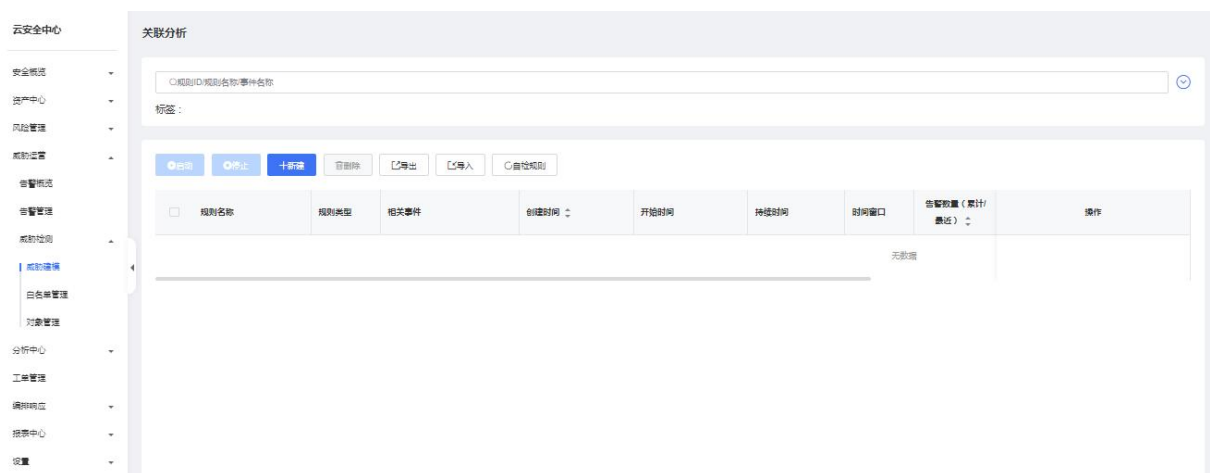 云安全中心
安全概览
资产中心
风险管理
威胁运营
告警概览
告警管理
威胁检测
威胁建模
白名单管理
对象管理
分析中心
工单管理
编排响应
报表中心
设置
关联分析
规则ID/规则名称/事件名称
标签：
启动 停止 新建 删除 导出 导入 自检规则
规则名称 规则类型 相关事件 创建时间 开始时间 持续时间 时间窗口 告警数量（累计/
最近） 操作
无数据